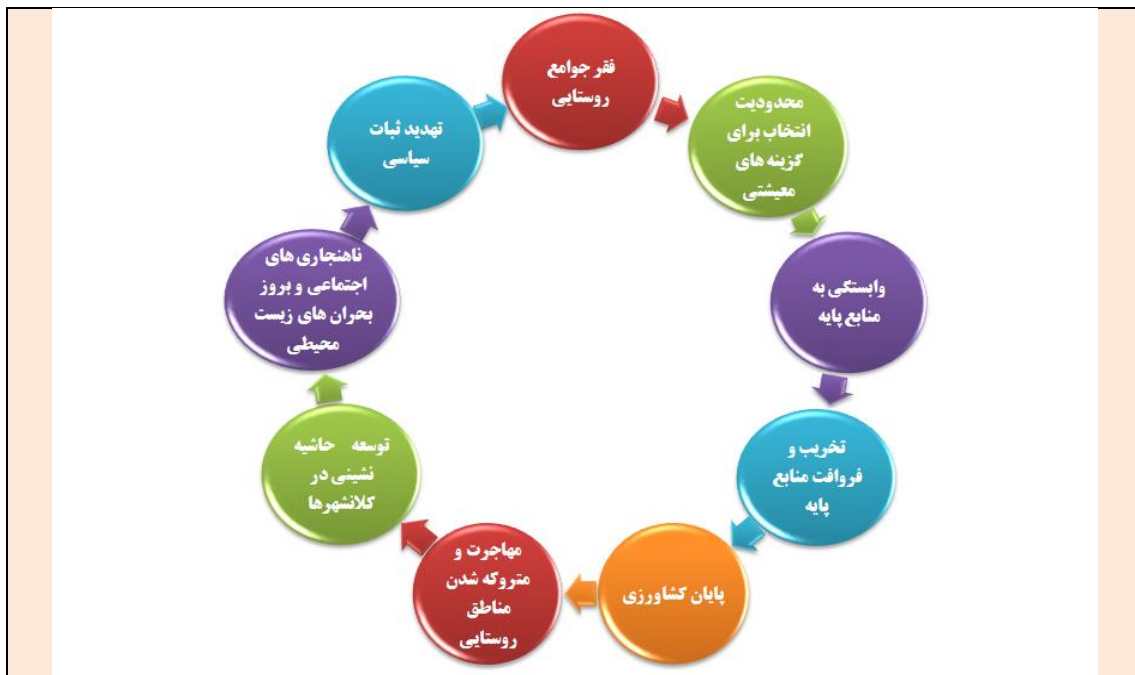 فقر جوامع
روستایی
محدودیت
انتخاب برای
گزینه های
معیشتی
وابستگی به
منابع پایه
تخریب و
فروافت منابع
پایه
پایان کشاورزی
مهاجرت و
متروکه شدن
مناطق
روستایی
توسعه حاشیه
نشینی در
کلانشهرها
ناهنجاری های
اجتماعی و بروز
بحران های زیست
محیطی
تهدید ثبات
سیاسی